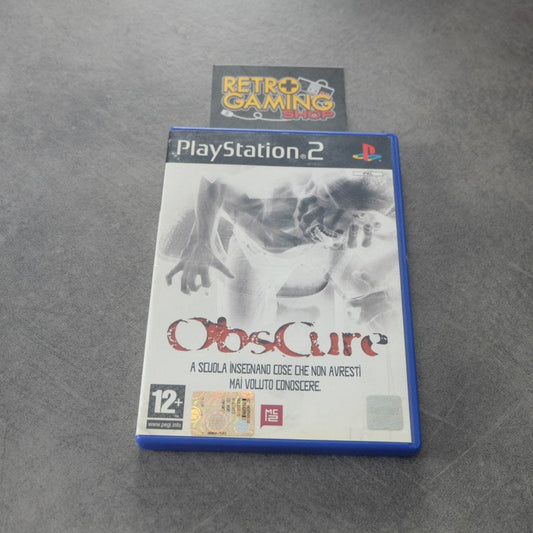 RETRO
GAMING
SHOP
PlayStation®2
ObsCure
A SCUOLA INSEGNANO COSE CHE NON AVRESTI
MAI VOLUTO CONOSCERE.
12+
www.pegi.info
MC2